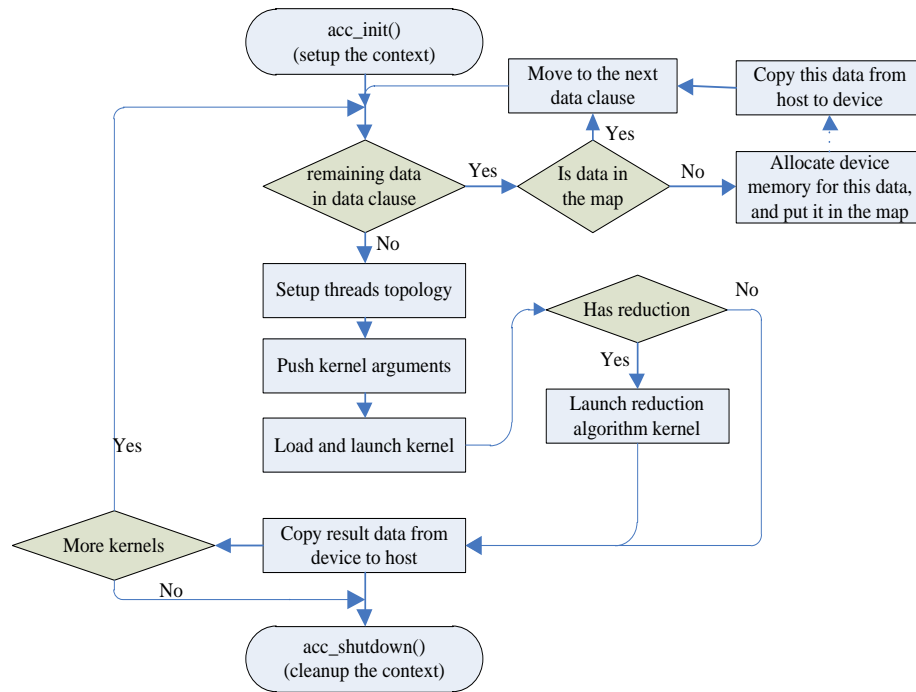 acc_init()
(setup the context)
Move to the next
data clause
Copy this data from
host to device
Yes
remaining data
in data clause
Yes
Is data in
the map
No
Allocate device
memory for this data,
and put it in the map
No
Setup threads topology
Has reduction
No
Push kernel arguments
Yes
Launch reduction
algorithm kernel
Load and launch kernel
Yes
More kernels
Copy result data from
device to host
No
acc_shutdown()
(cleanup the context)